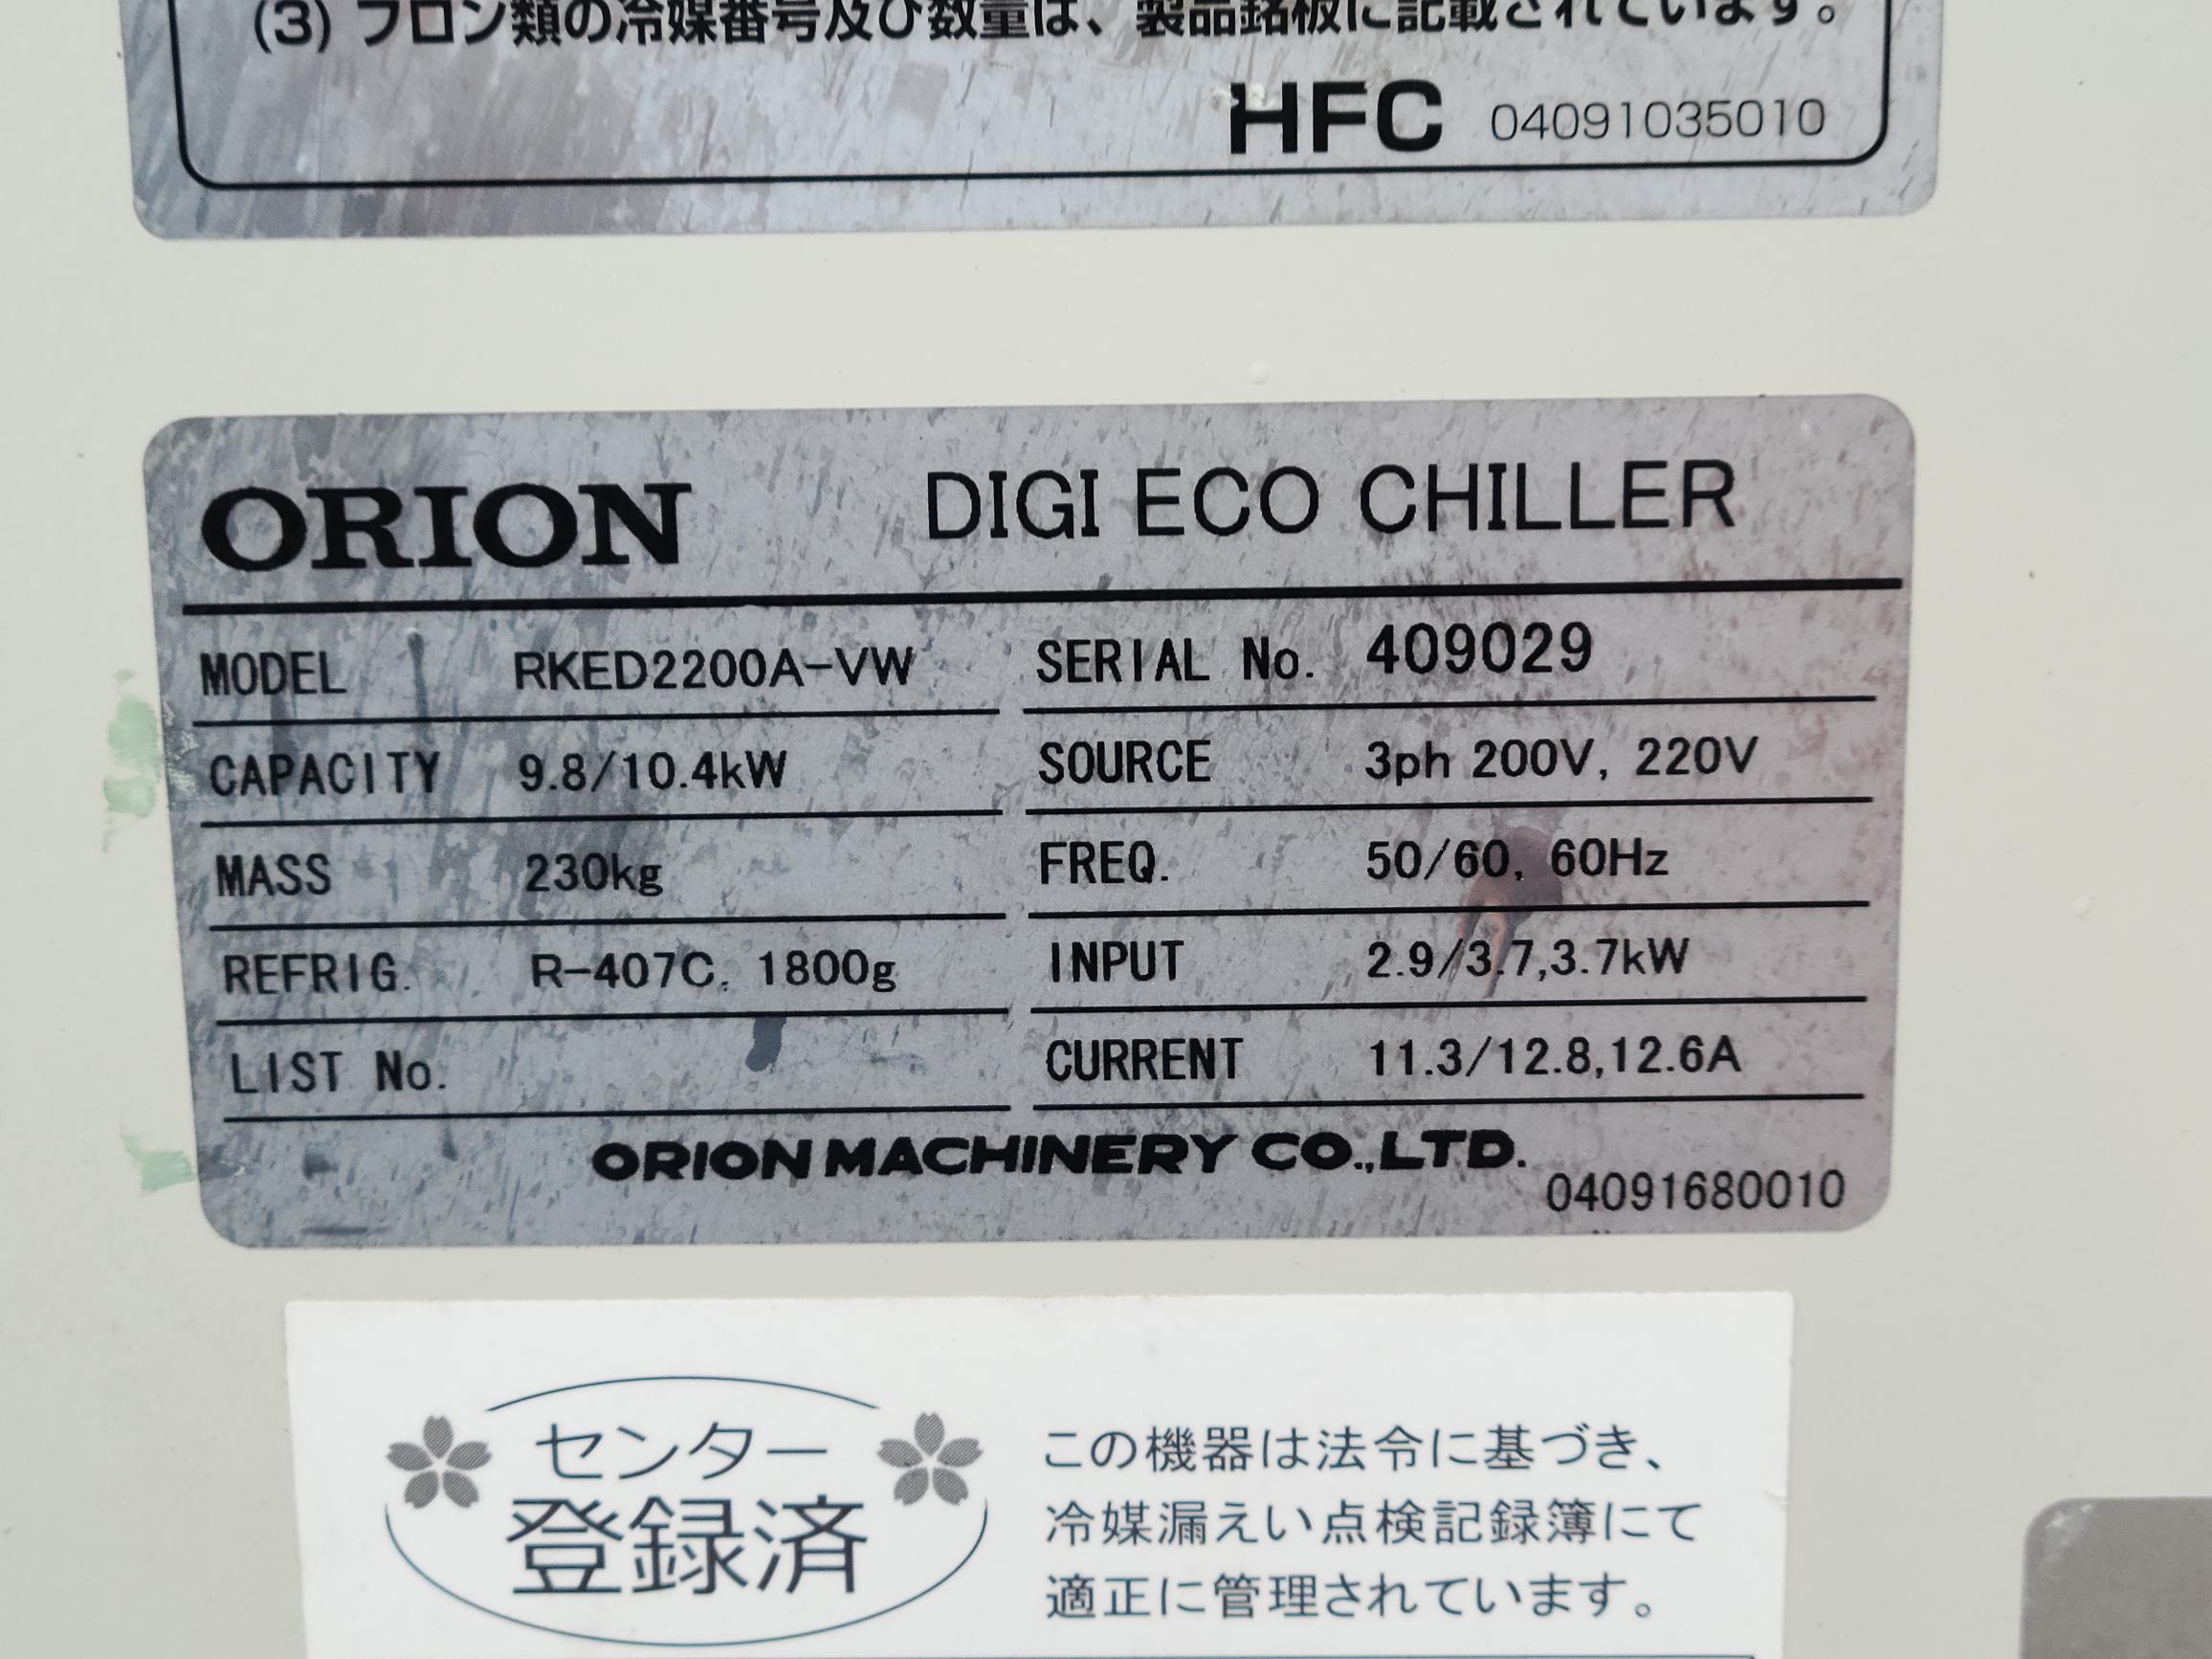 (3) フロン類の冷媒番号及び数量は、製品銘板に記載されています。
HFC 04091035010
ORION DIGI ECO CHILLER
MODEL RKED2200A-VW SERIAL No. 409029
CAPACITY 9.8/10.4kW SOURCE 3ph 200V, 220V
MASS 230kg FREQ. 50/60, 60Hz
REFRIG. R-407C, 1800g INPUT 2.9/3.7,3.7kW
LIST No. CURRENT 11.3/12.8,12.6A
ORION MACHINERY CO.,LTD.
04091680010
センター
登録済
この機器は法令に基づき、
冷媒漏えい点検記録簿にて
適正に管理されています。